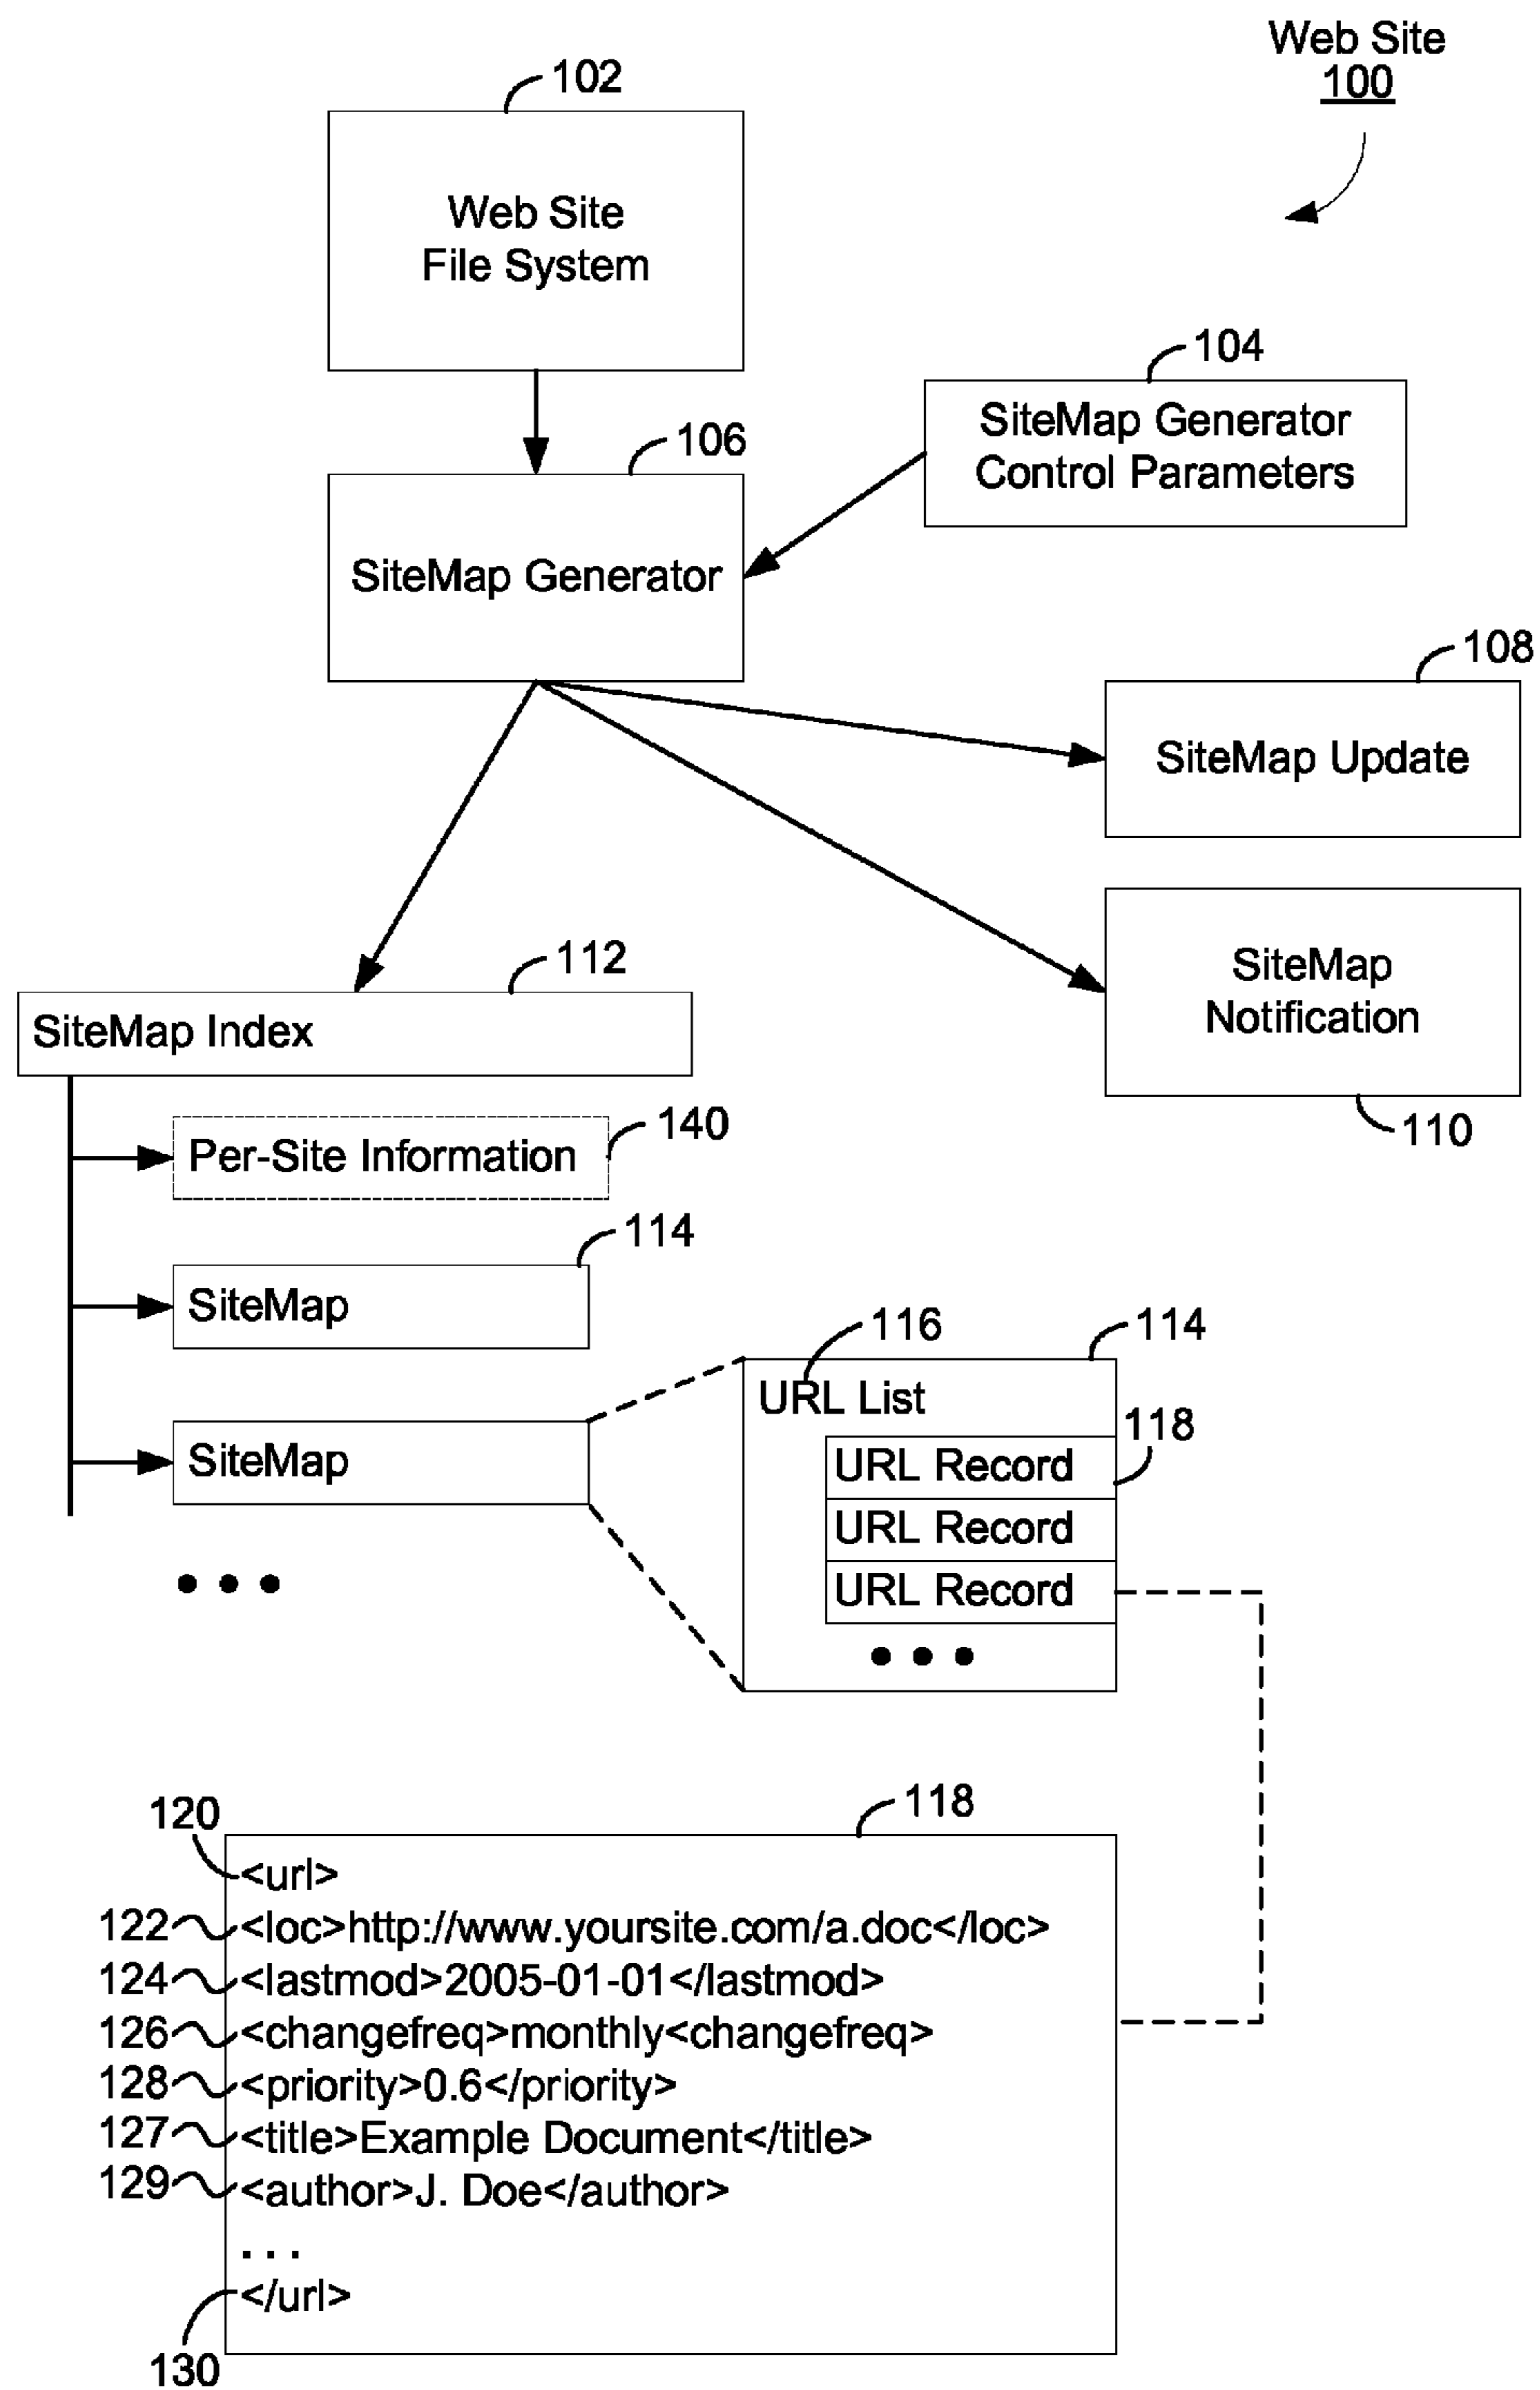 Web Site
100
102
Web Site
File System
104
SiteMap Generator
Control Parameters
106
SiteMap Generator
108
SiteMap Update
SiteMap
Notification
110
112
SiteMap Index
140
Per-Site Information
114
SiteMap
SiteMap
116
114
URL List
118
URL Record
URL Record
URL Record
118
120
<url>
122 <loc>http://www.yoursite.com/a.doc</loc>
124 <lastmod>2005-01-01</lastmod>
126 <changefreq>monthly<changefreq>
128 <priority>0.6</priority>
127 <title>Example Document</title>
129 <author>J. Doe</author>
. . .
</url>
130